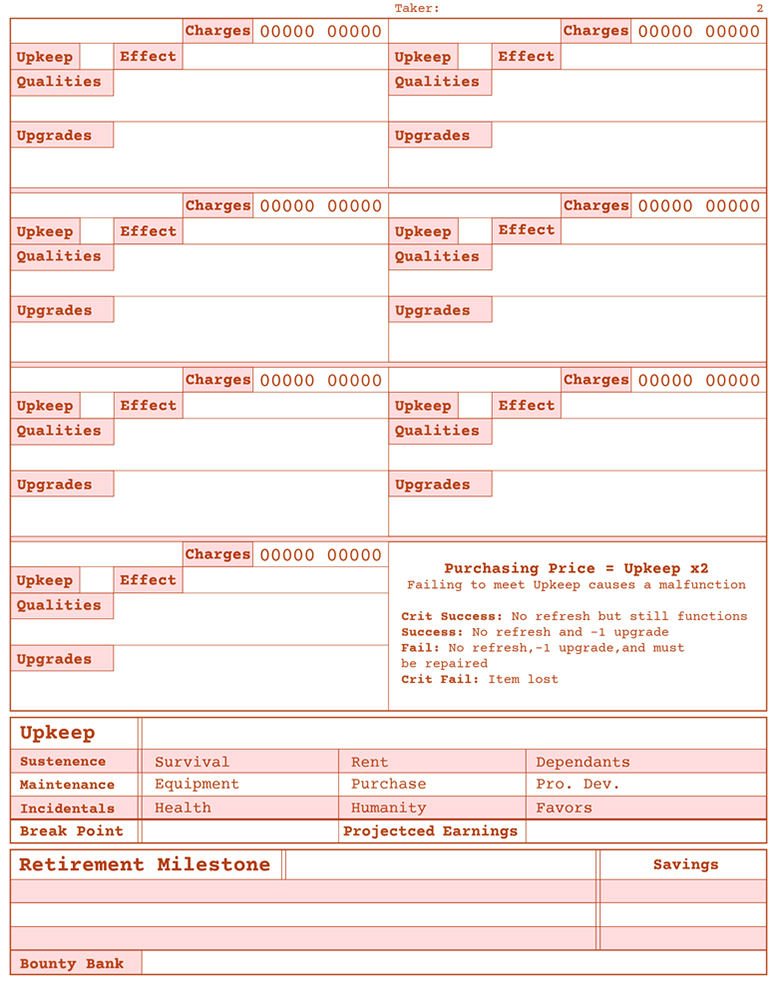 Taker: 2
Charges 00000 00000 Charges 00000 00000
Upkeep Effect Upkeep Effect
Qualities Qualities
Upgrades Upgrades
Charges 00000 00000 Charges 00000 00000
Upkeep Effect Upkeep Effect
Qualities Qualities
Upgrades Upgrades
Charges 00000 00000 Charges 00000 00000
Upkeep Effect Upkeep Effect
Qualities Qualities
Upgrades Upgrades
Charges 00000 00000
Upkeep Effect
Qualities
Upgrades
Purchasing Price = Upkeep x2
Failing to meet Upkeep causes a malfunction
Crit Success: No refresh but still functions
Success: No refresh and -1 upgrade
Fail: No refresh,-1 upgrade,and must
be repaired
Crit Fail: Item lost
Upkeep
Sustenence Survival Rent Dependants
Maintenance Equipment Purchase Pro. Dev.
Incidentals Health Humanity Favors
Break Point Projectced Earnings
Retirement Milestone Savings
Bounty Bank